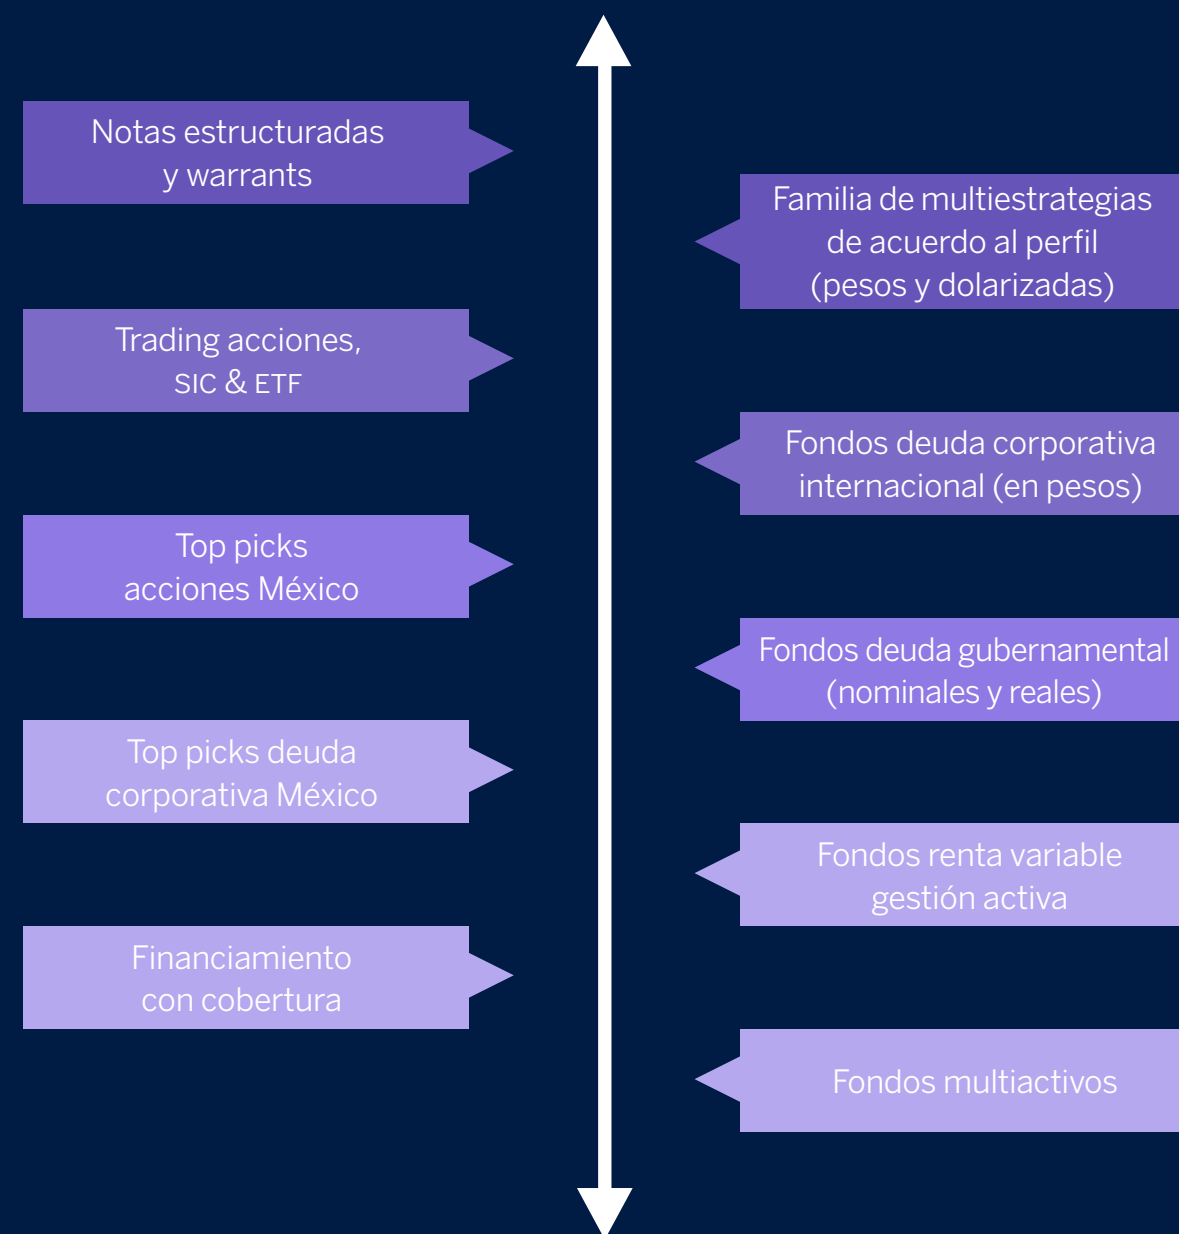 Notas estructuradas
y warrants
Familia de multiestrategias
de acuerdo al perfil
(pesos y dolarizadas)
Trading acciones,
SIC & ETF
Fondos deuda corporativa
internacional (en pesos)
Top picks
acciones México
Fondos deuda gubernamental
(nominales y reales)
Top picks deuda
corporativa México
Fondos renta variable
gestión activa
Financiamiento
con cobertura
Fondos multiactivos